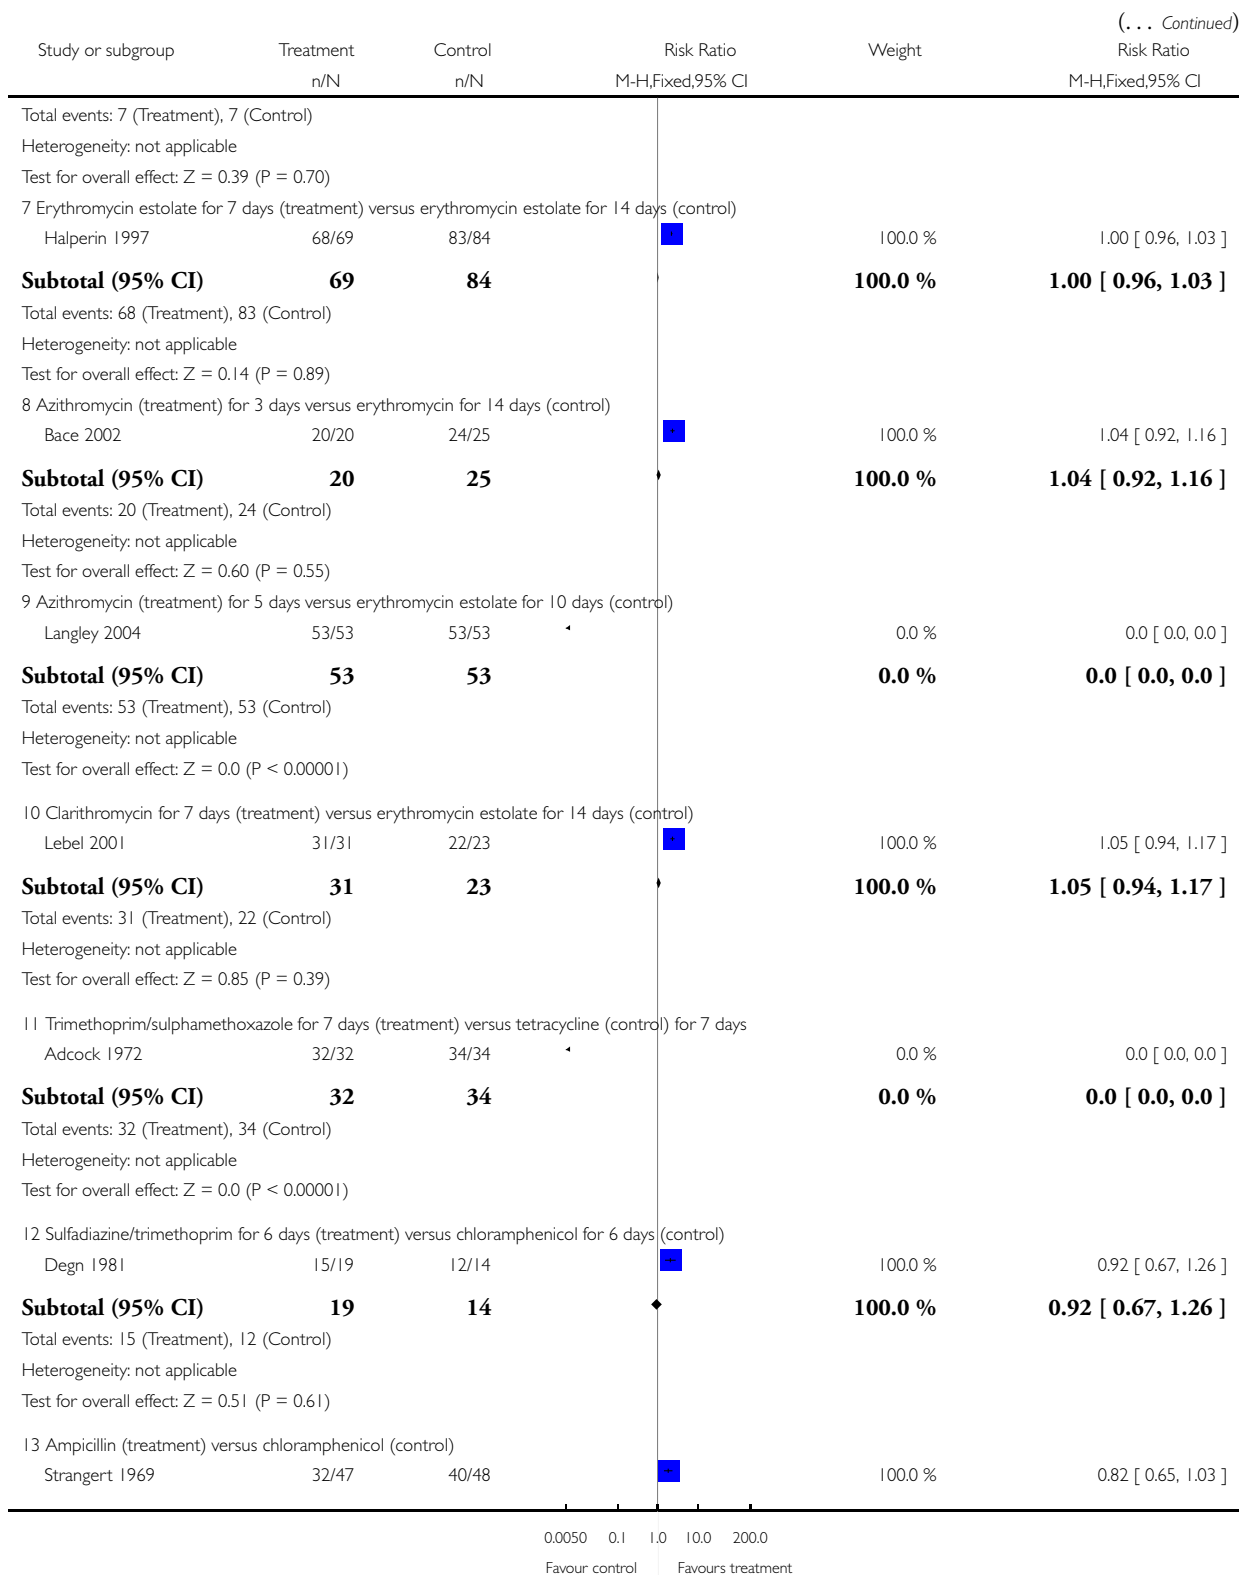 (... Continued)
Study or subgroup Treatment Control Risk Ratio Weight Risk Ratio
n/N n/N M-H,Fixed,95% CI M-H,Fixed,95% CI
Total events: 7 (Treatment), 7 (Control)
Heterogeneity: not applicable
Test for overall effect: Z = 0.39 (P = 0.70)
7 Erythromycin estolate for 7 days (treatment) versus erythromycin estolate for 14 days (control)
Halperin 1997 68/69 83/84 100.0 % 1.00 [ 0.96, 1.03 ]
Subtotal (95% CI) 69 84 100.0 % 1.00 [ 0.96, 1.03 ]
Total events: 68 (Treatment), 83 (Control)
Heterogeneity: not applicable
Test for overall effect: Z = 0.14 (P = 0.89)
8 Azithromycin (treatment) for 3 days versus erythromycin for 14 days (control)
Bace 2002 20/20 24/25 100.0 % 1.04 [ 0.92, 1.16 ]
Subtotal (95% CI) 20 25 100.0 % 1.04 [ 0.92, 1.16 ]
Total events: 20 (Treatment), 24 (Control)
Heterogeneity: not applicable
Test for overall effect: Z = 0.60 (P = 0.55)
9 Azithromycin (treatment) for 5 days versus erythromycin estolate for 10 days (control)
Langley 2004 53/53 53/53 0.0 % 0.0 [ 0.0, 0.0 ]
Subtotal (95% CI) 53 53 0.0 % 0.0 [ 0.0, 0.0 ]
Total events: 53 (Treatment), 53 (Control)
Heterogeneity: not applicable
Test for overall effect: Z = 0.0 (P < 0.00001)
10 Clarithromycin for 7 days (treatment) versus erythromycin estolate for 14 days (control)
Lebel 2001 31/31 22/23 100.0 % 1.05 [ 0.94, 1.17 ]
Subtotal (95% CI) 31 23 100.0 % 1.05 [ 0.94, 1.17 ]
Total events: 31 (Treatment), 22 (Control)
Heterogeneity: not applicable
Test for overall effect: Z = 0.85 (P = 0.39)
11 Trimethoprim/sulphamethoxazole for 7 days (treatment) versus tetracycline (control) for 7 days
Adcock 1972 32/32 34/34 0.0 % 0.0 [ 0.0, 0.0 ]
Subtotal (95% CI) 32 34 0.0 % 0.0 [ 0.0, 0.0 ]
Total events: 32 (Treatment), 34 (Control)
Heterogeneity: not applicable
Test for overall effect: Z = 0.0 (P < 0.00001)
12 Sulfadiazine/trimethoprim for 6 days (treatment) versus chloramphenicol for 6 days (control)
Degn 1981 15/19 12/14 100.0 % 0.92 [ 0.67, 1.26 ]
Subtotal (95% CI) 19 14 100.0 % 0.92 [ 0.67, 1.26 ]
Total events: 15 (Treatment), 12 (Control)
Heterogeneity: not applicable
Test for overall effect: Z = 0.51 (P = 0.61)
13 Ampicillin (treatment) versus chloramphenicol (control)
Strangert 1969 32/47 40/48 100.0 % 0.82 [ 0.65, 1.03 ]
0.0050 0.1 1.0 10.0 200.0
Favour control Favours treatment